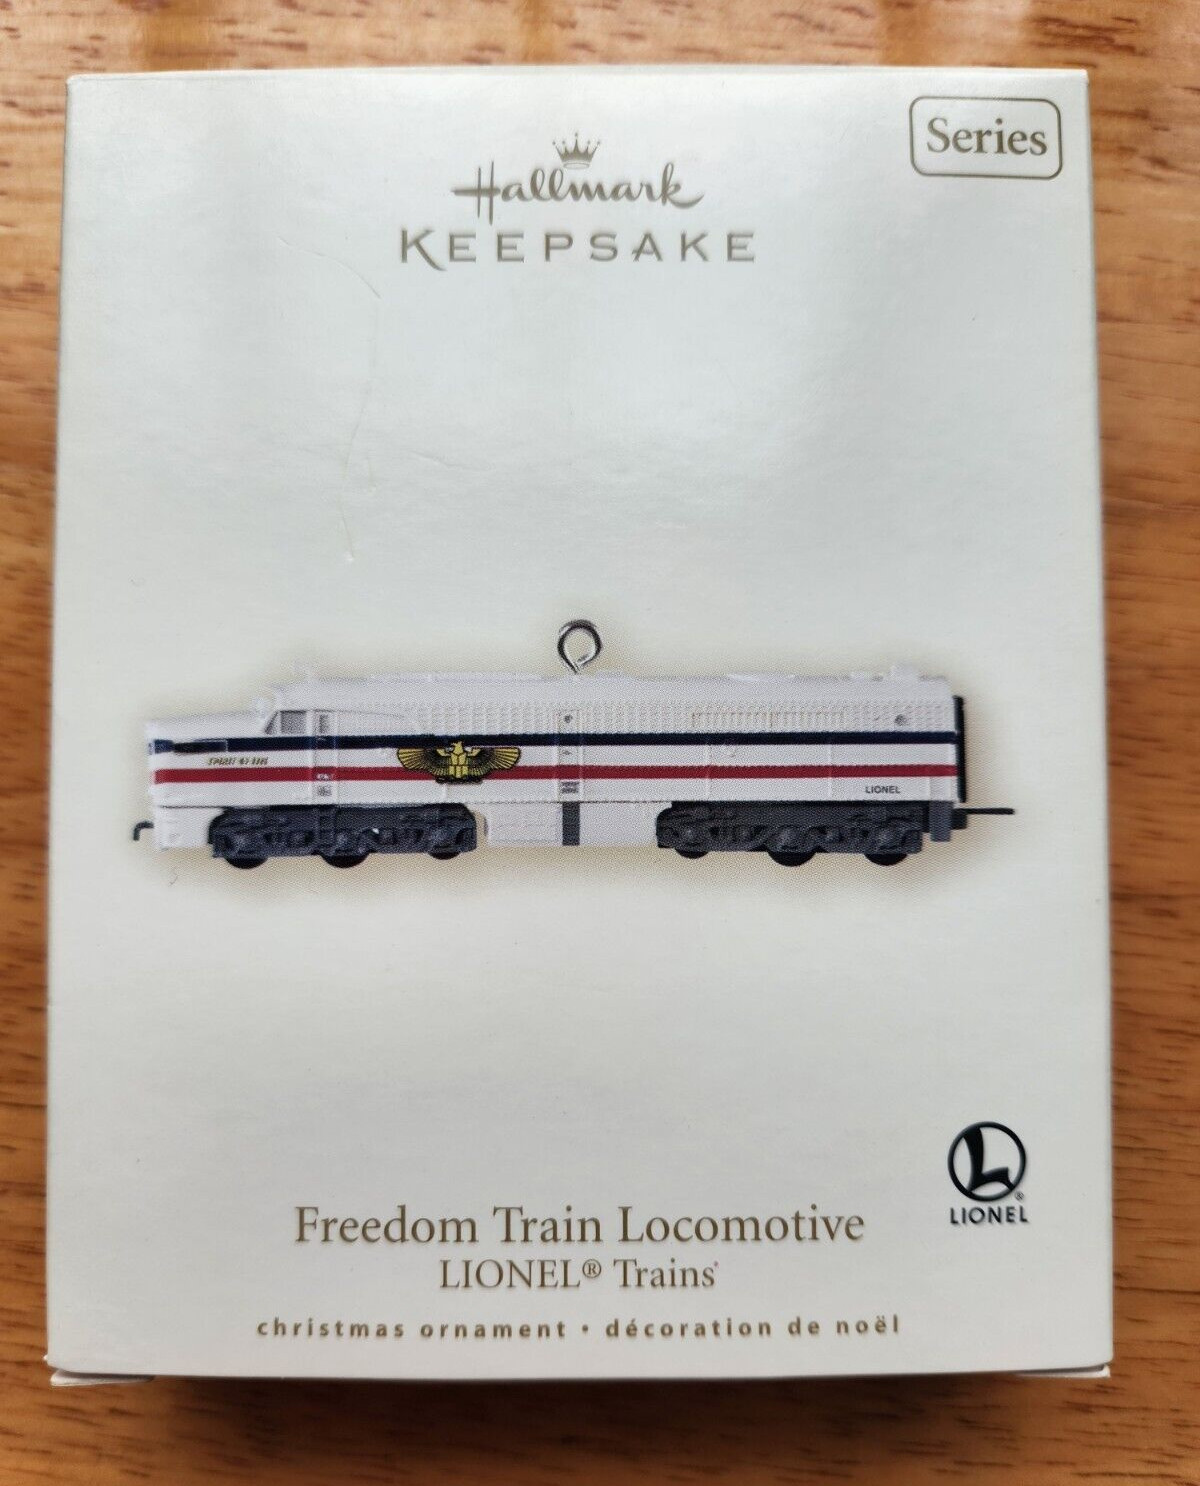 Series
Hallmark
KEEPSAKE
LIONEL
LIONEL
Freedom Train Locomotive
LIONEL® Trains
christmas ornament • décoration de noël